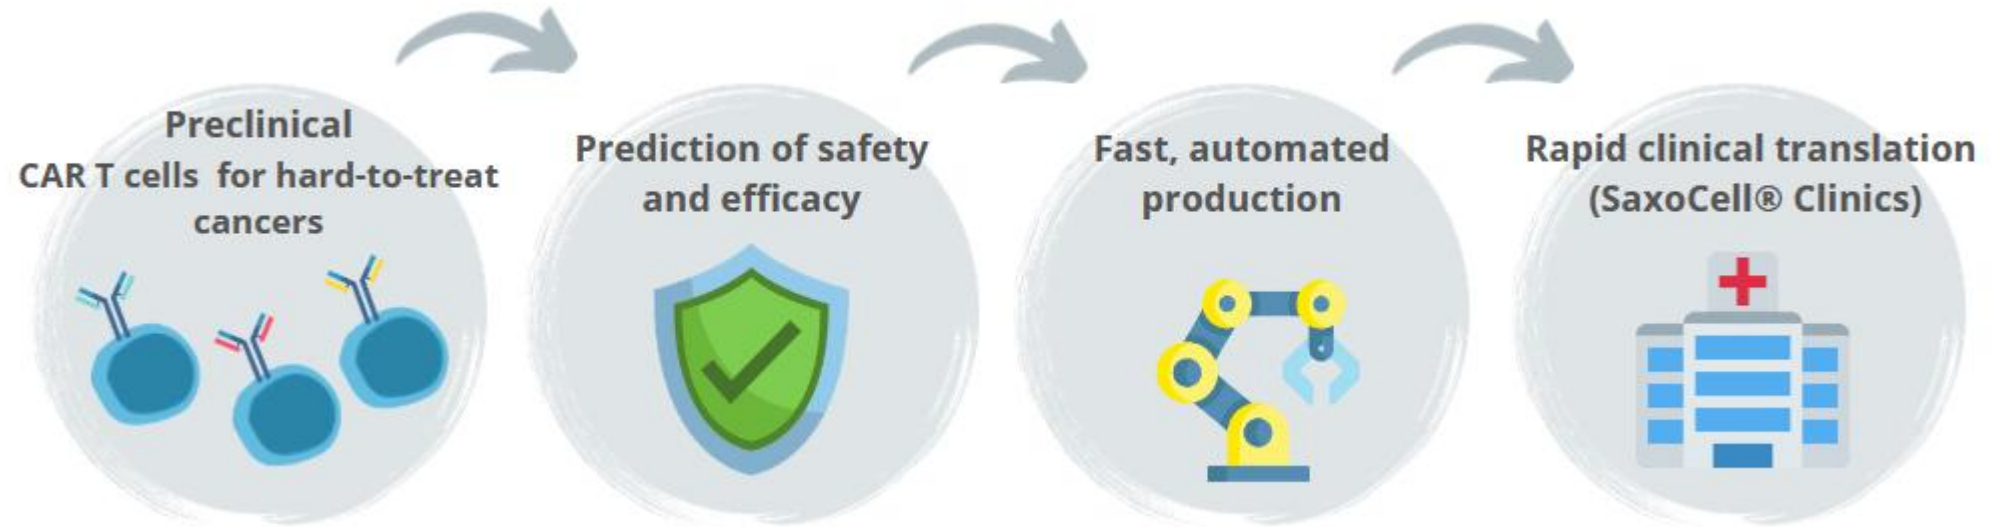 Preclinical
CAR T cells  for hard-to-treat
cancers
Prediction of safety
and efficacy
Fast, automated
production
Rapid clinical translation
(SaxoCell® Clinics)